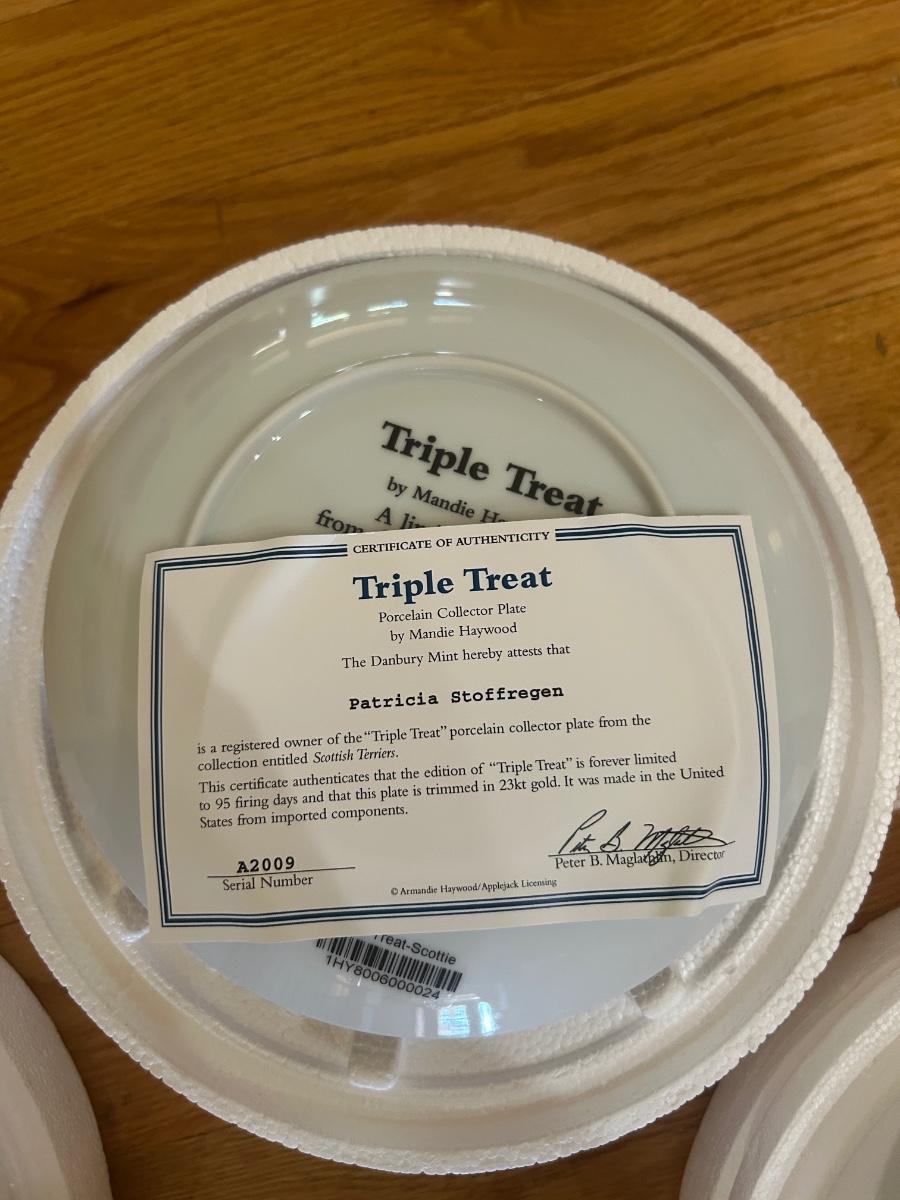 Triple Treat
by Mandie
A
from
CERTIFICATE OF AUTHENTICITY
Triple Treat
Porcelain Collector Plate
by Mandie Haywood
The Danbury Mint hereby attests that
Patricia Stoffregen
is a registered owner of the "Triple Treat" porcelain collector plate from the
collection entitled Scottish Terriers.
This certificate authenticates that the edition of "Triple Treat" is forever limited
to 95 firing days and that this plate is trimmed in 23kt gold. It was made in the United
States from imported components.
Peter B. Maglathlin, Director
A2009
Serial Number
© Armandie Haywood/Applejack Licensing
Treat-Scottie
1HY8006000024